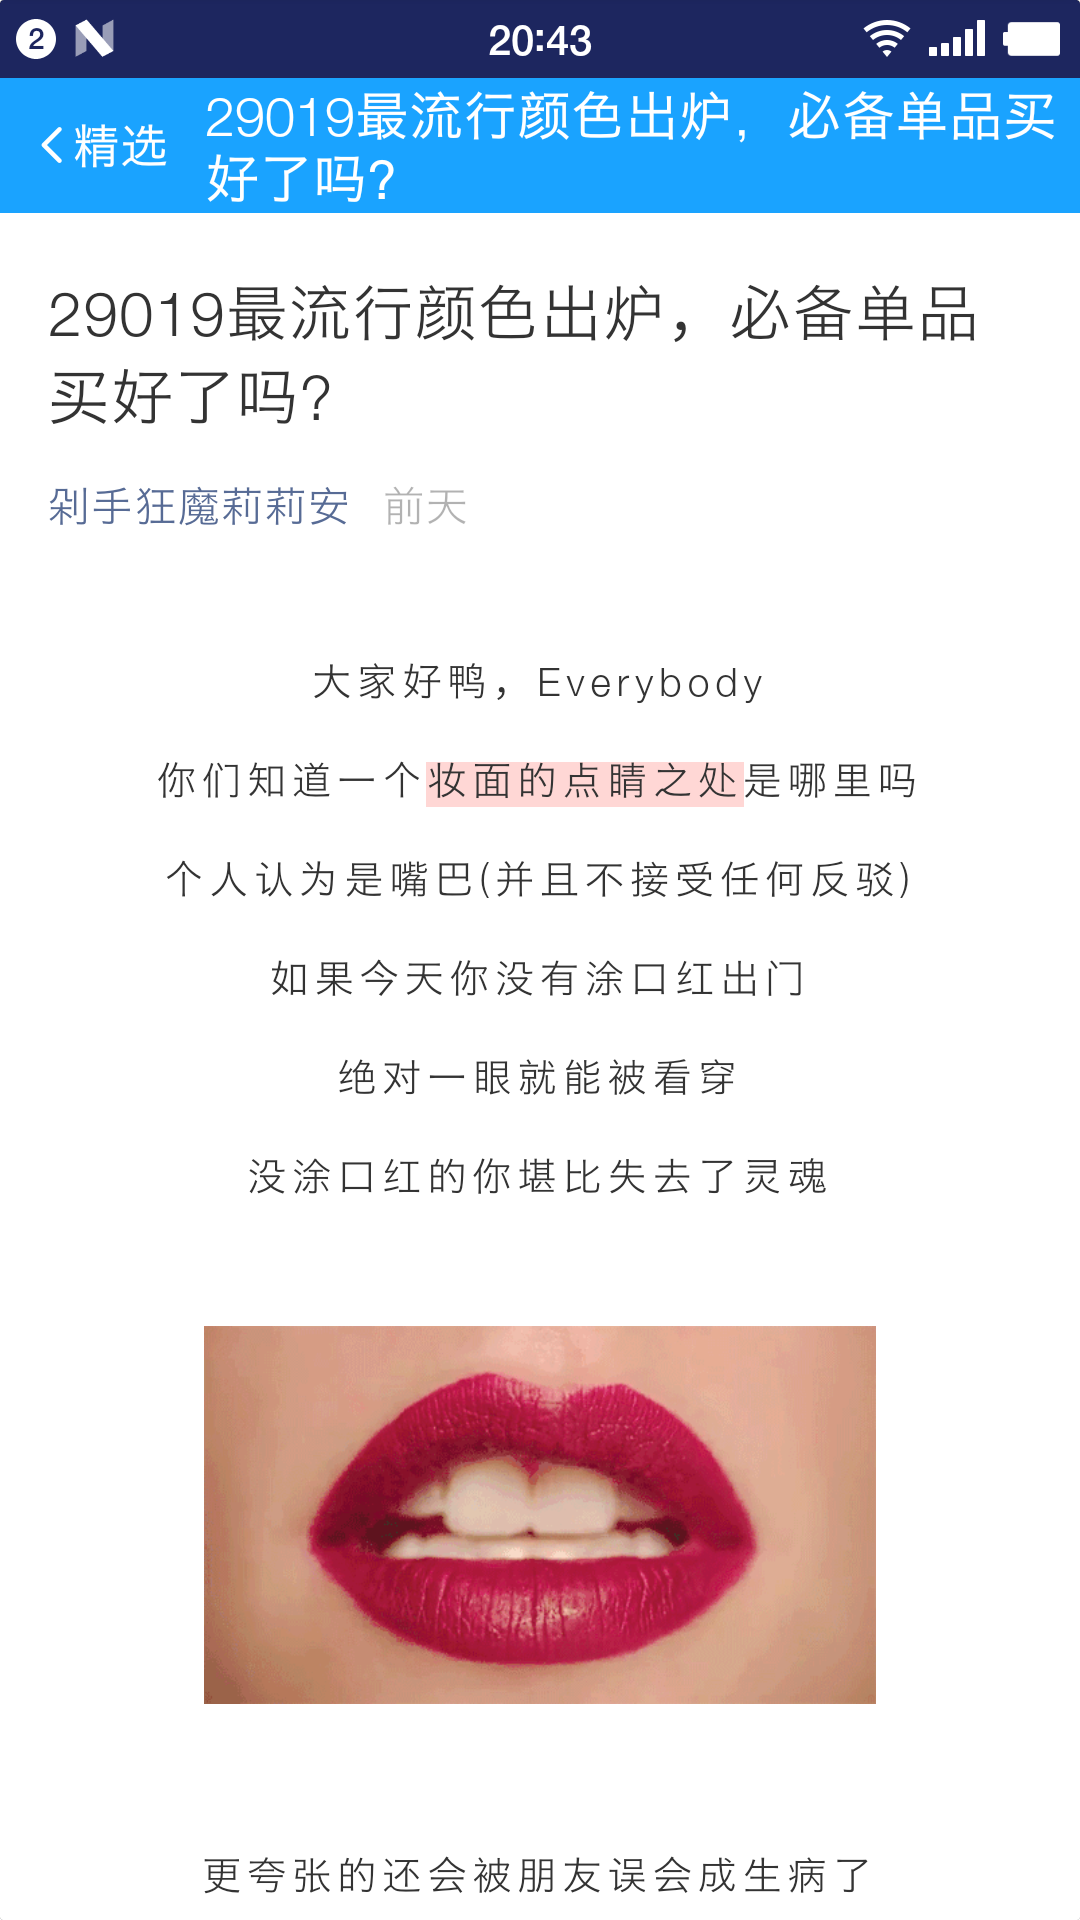 2
20:43
精选
29019最流行颜色出炉，必备单品买
好了吗?
29019最流行颜色出炉，必备单品
买好了吗?
剁手狂魔莉莉安 前天
大家好鸭，Everybody
你们知道一个妆面的点睛之处是哪里吗
个人认为是嘴巴(并且不接受任何反驳)
如果今天你没有涂口红出门
绝对一眼就能被看穿
没涂口红的你堪比失去了灵魂
更夸张的还会被朋友误会成生病了